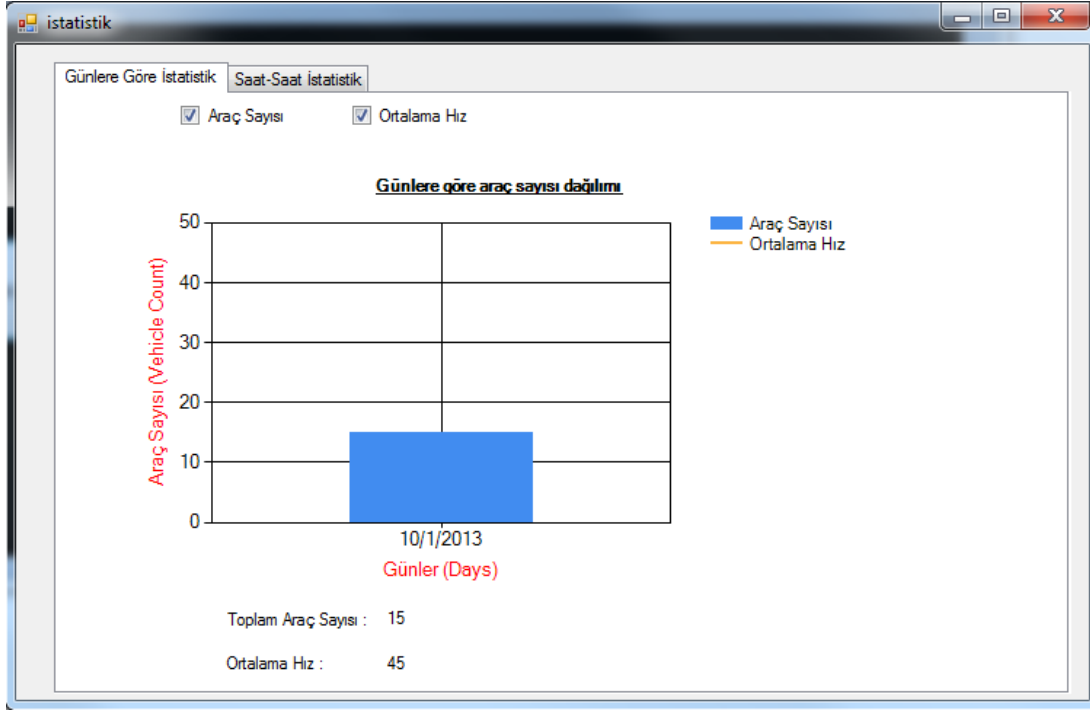 istatistik
Günlere Göre İstatistik
Saat-Saat İstatistik
Araç Sayısı
Ortalama Hız
Günlere göre araç sayısı dağılımı
50
40
30
20
10
0
Araç Sayısı (Vehicle Count)
10/1/2013
Günler (Days)
Araç Sayısı
Ortalama Hız
Toplam Araç Sayısı : 15
Ortalama Hız : 45